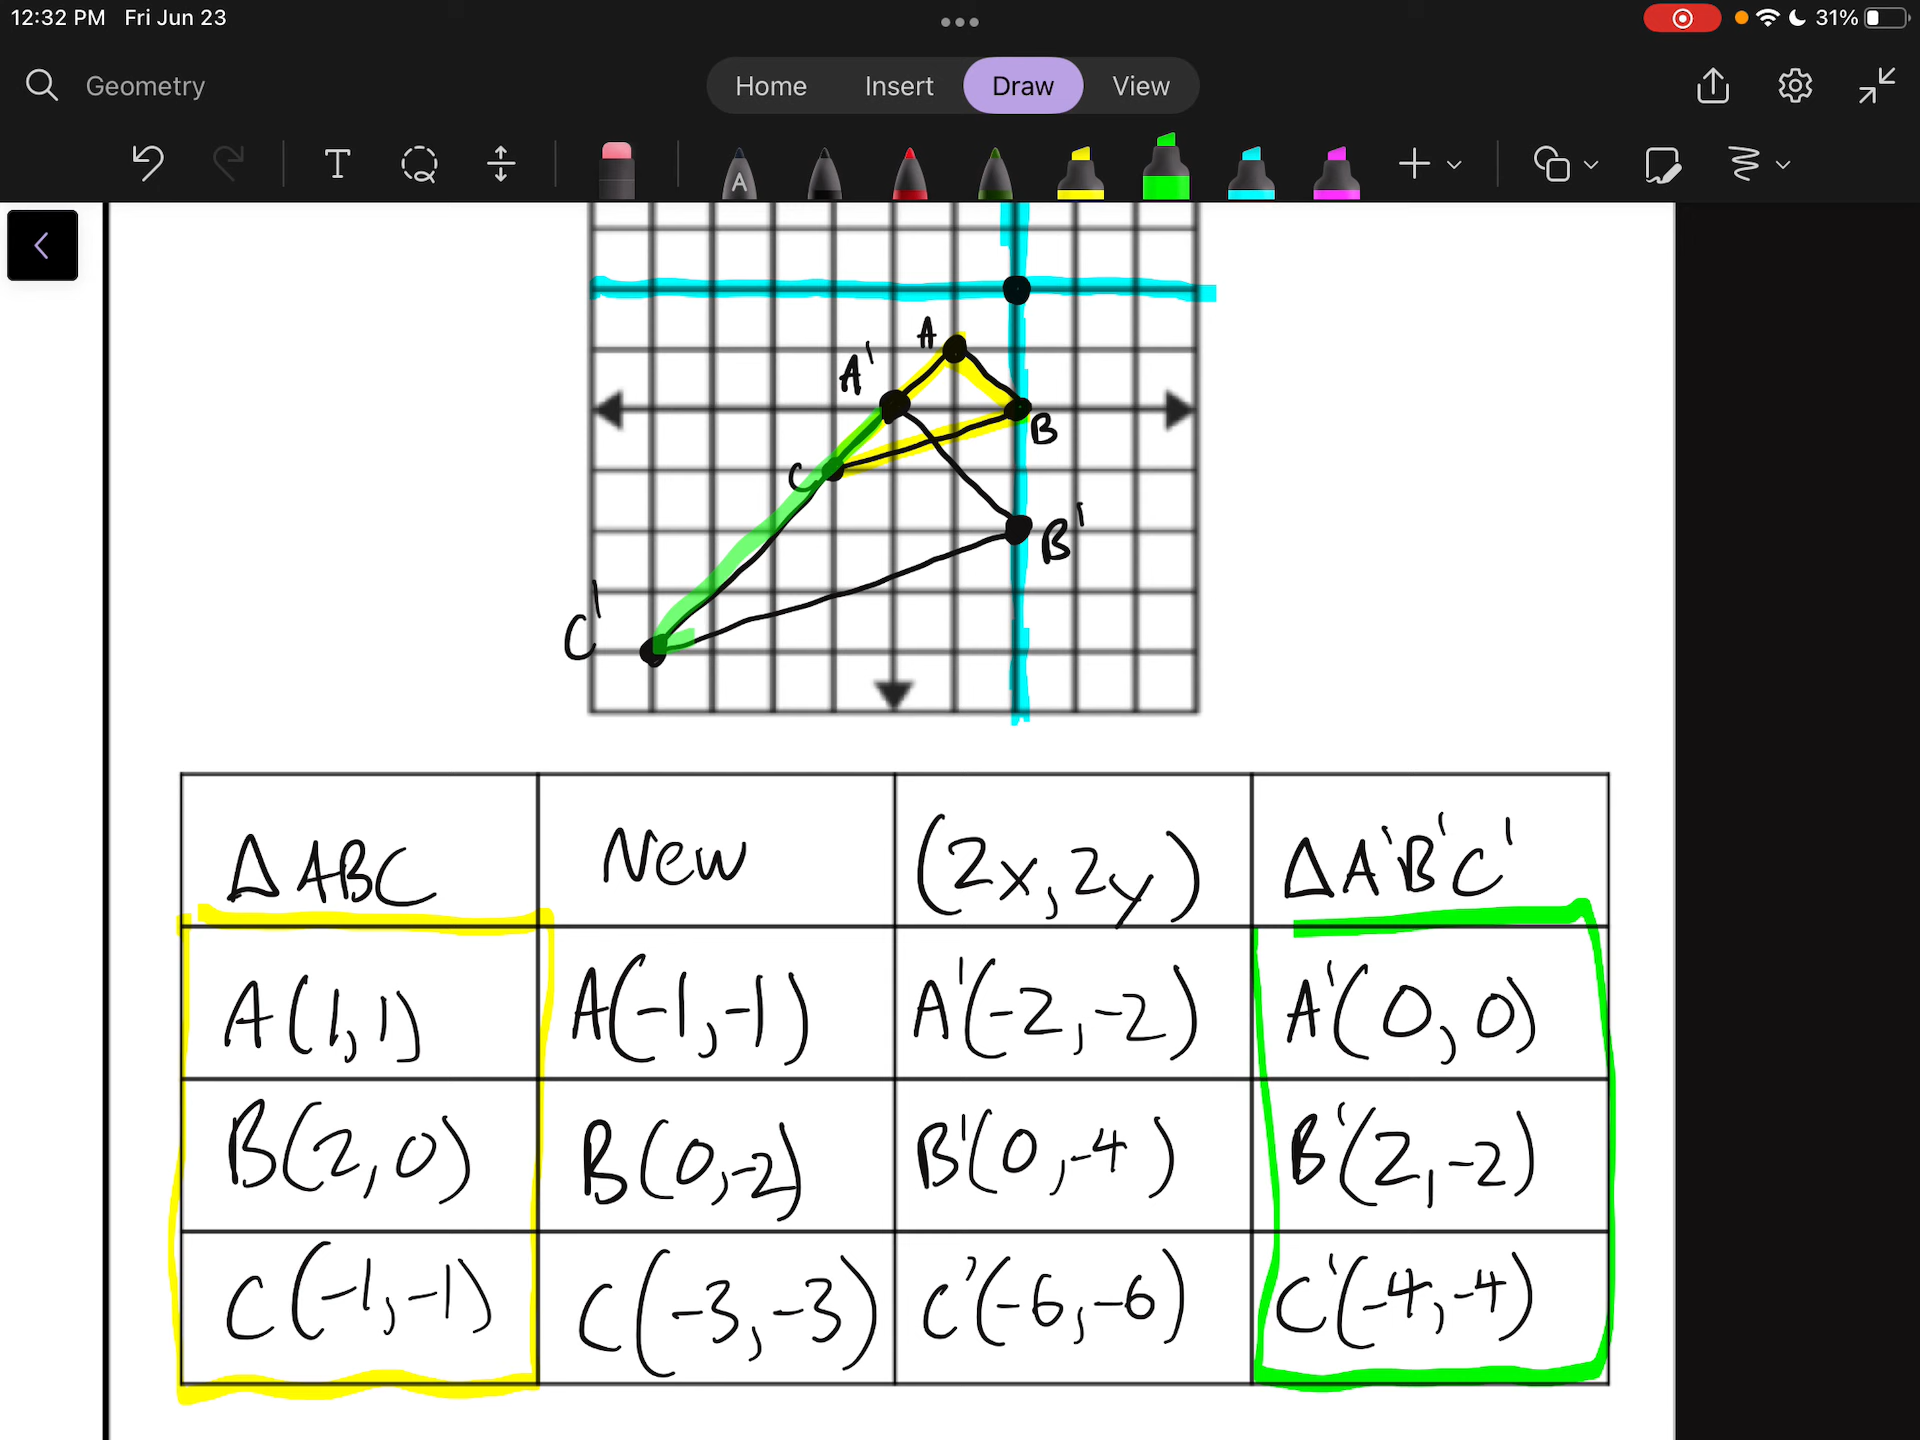 12:32 PM Fri Jun 23 31%
Geometry Home Insert Draw View
T A
A
A'
B
C
B'
C'
ΔABC New (2x,2y) ΔA'B'C'
A(1,1) A(-1,-1) A'(-2,-2) A'(0,0)
B(2,0) B(0,-2) B'(0,-4) B'(2,-2)
C(-1,-1) C(-3,-3) C'(-6,-6) C'(-4,-4)